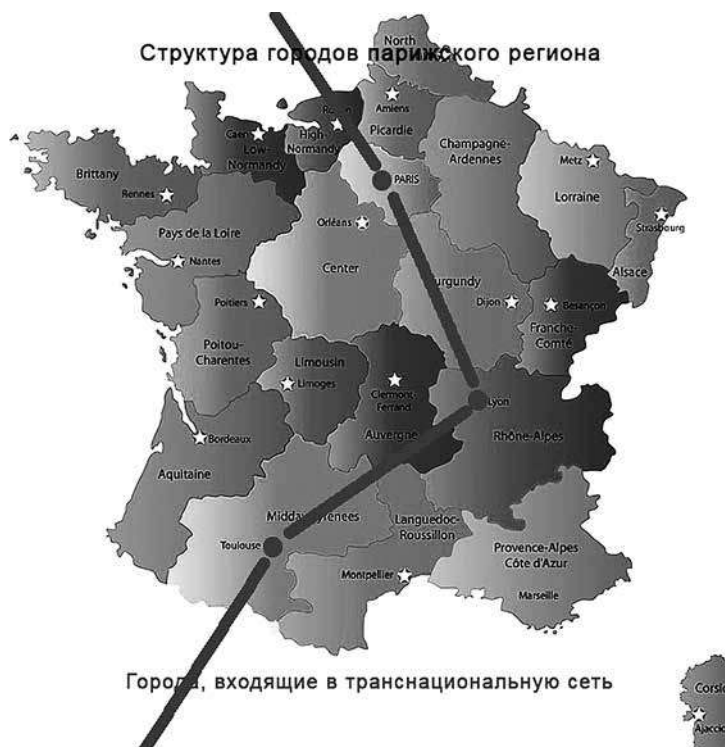 North
Структура городов парижского региона
Amiens
Picardie
Caen
High-
Normandy
Low-
Normandy
Champagne-
Ardennes
Metz
Lorraine
Brittany
Rennes
PARIS
Strasbourg
Alsace
Pays de la Loire
Orléans
Nantes
Center
Dijon
Besançon
Franche-
Comté
Poitiers
Poitou-
Charentes
Limousin
Limoges
Clermont-
Ferrand
Auvergne
Lyon
Rhône-Alpes
Bordeaux
Aquitaine
Languedoc-
Roussillon
Toulouse
Montpellier
Provence-Alpes
Côte d'Azur
Marseille
Города, входящие в транснациональную сеть